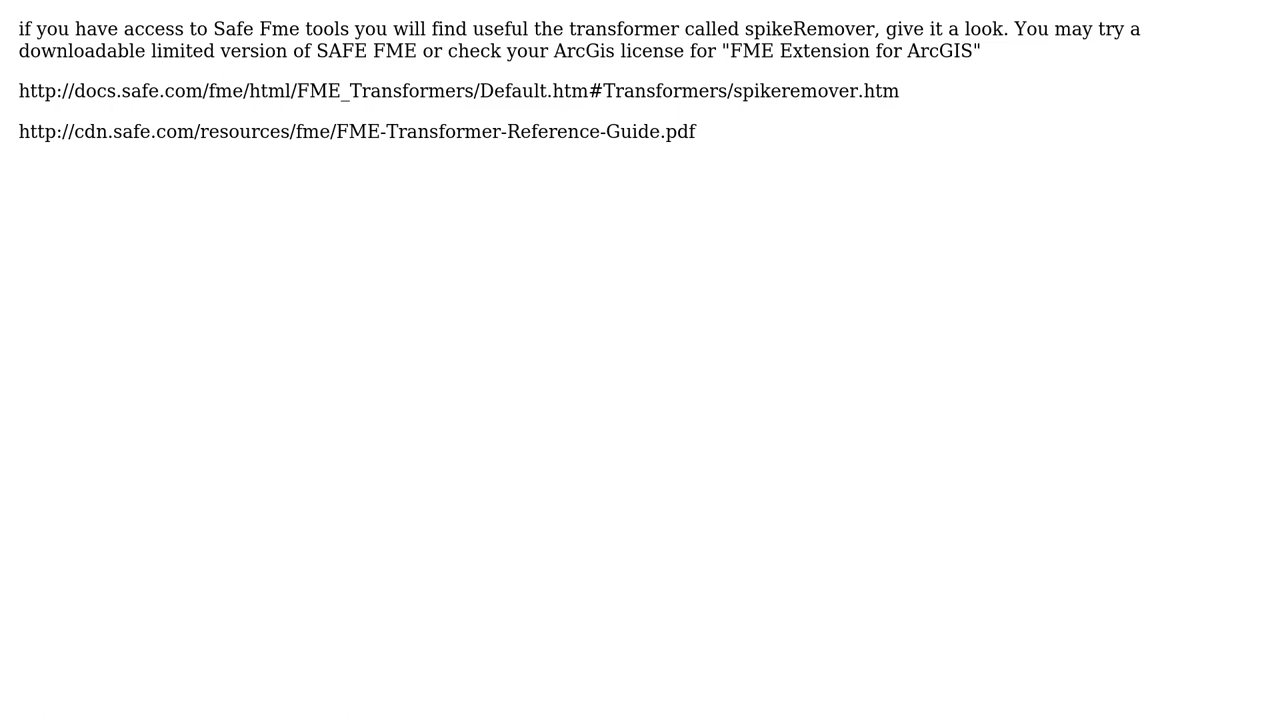 if you have access to Safe Fme tools you will find useful the transformer called spikeRemover, give it a look. You may try a
downloadable limited version of SAFE FME or check your ArcGis license for "FME Extension for ArcGIS"
http://docs.safe.com/fme/html/FME_Transformers/Default.htm#Transformers/spikeremover.htm
http://cdn.safe.com/resources/fme/FME-Transformer-Reference-Guide.pdf